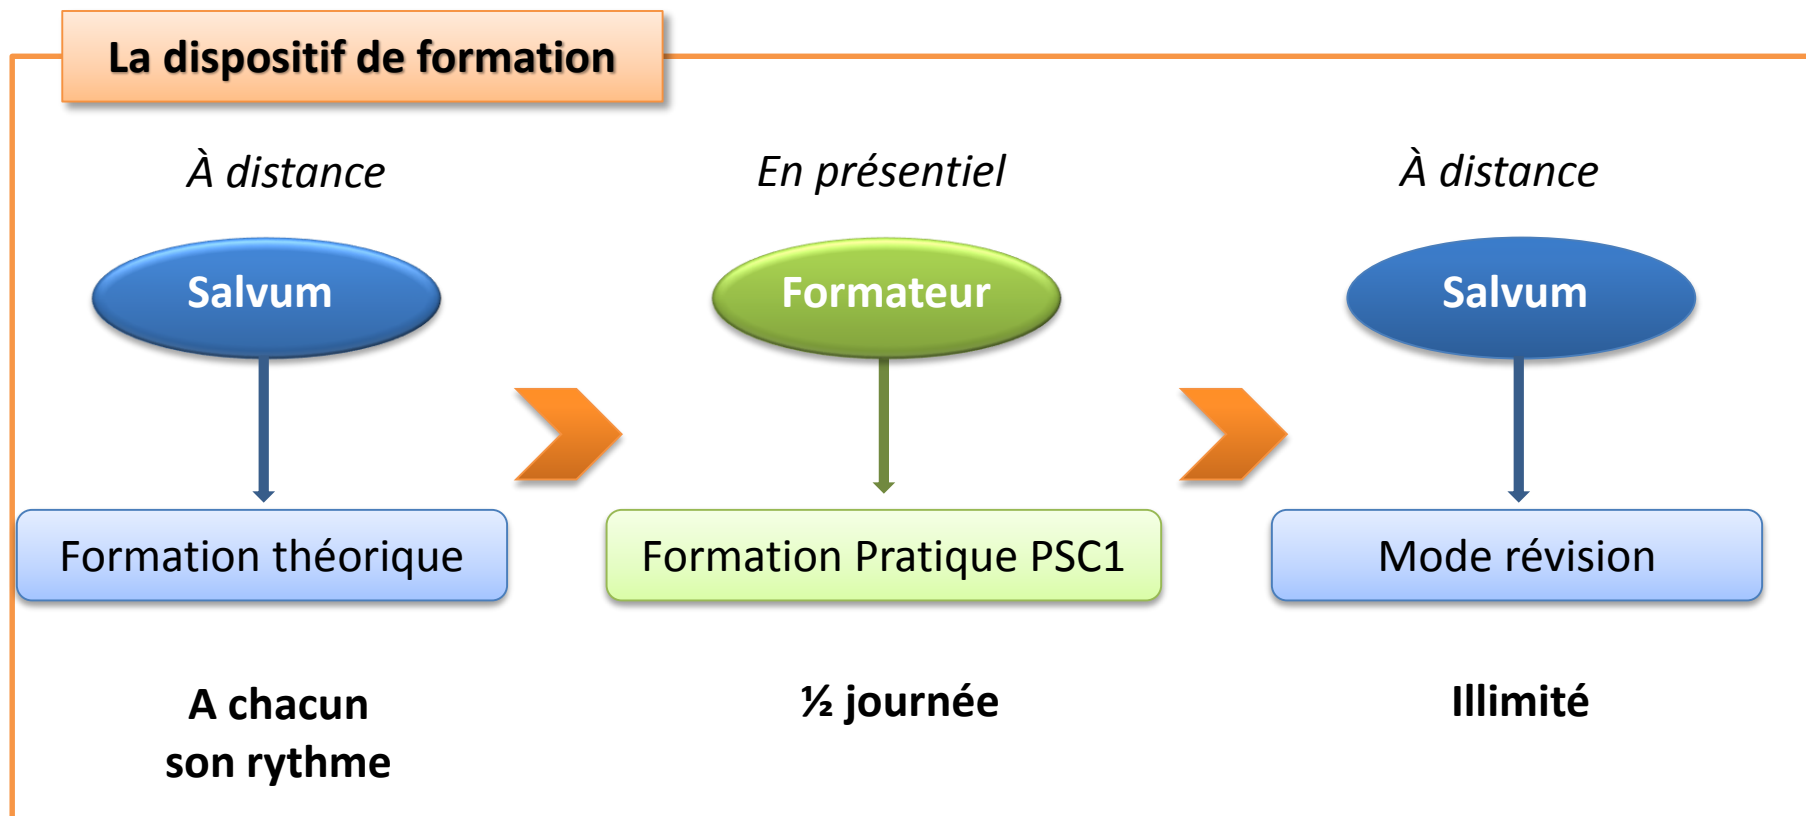 La dispositif de formation
À distance
En présentiel
À distance
Salvum
Formateur
Salvum
Formation théorique
Formation Pratique PSC1
Mode révision
A chacun
son rythme
½ journée
Illimité